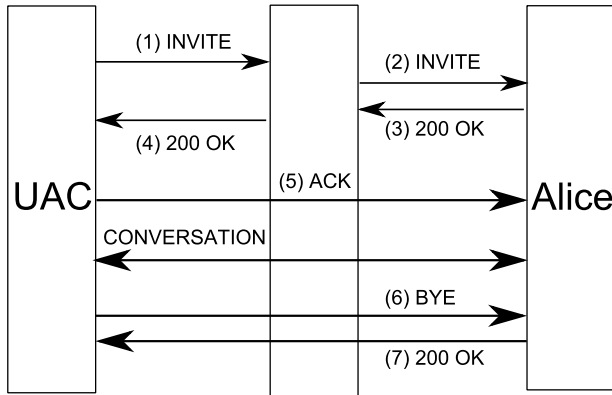 (1) INVITE
(2) INVITE
(3) 200 OK
(4) 200 OK
(5) ACK
UAC
Alice
CONVERSATION
(6) BYE
(7) 200 OK